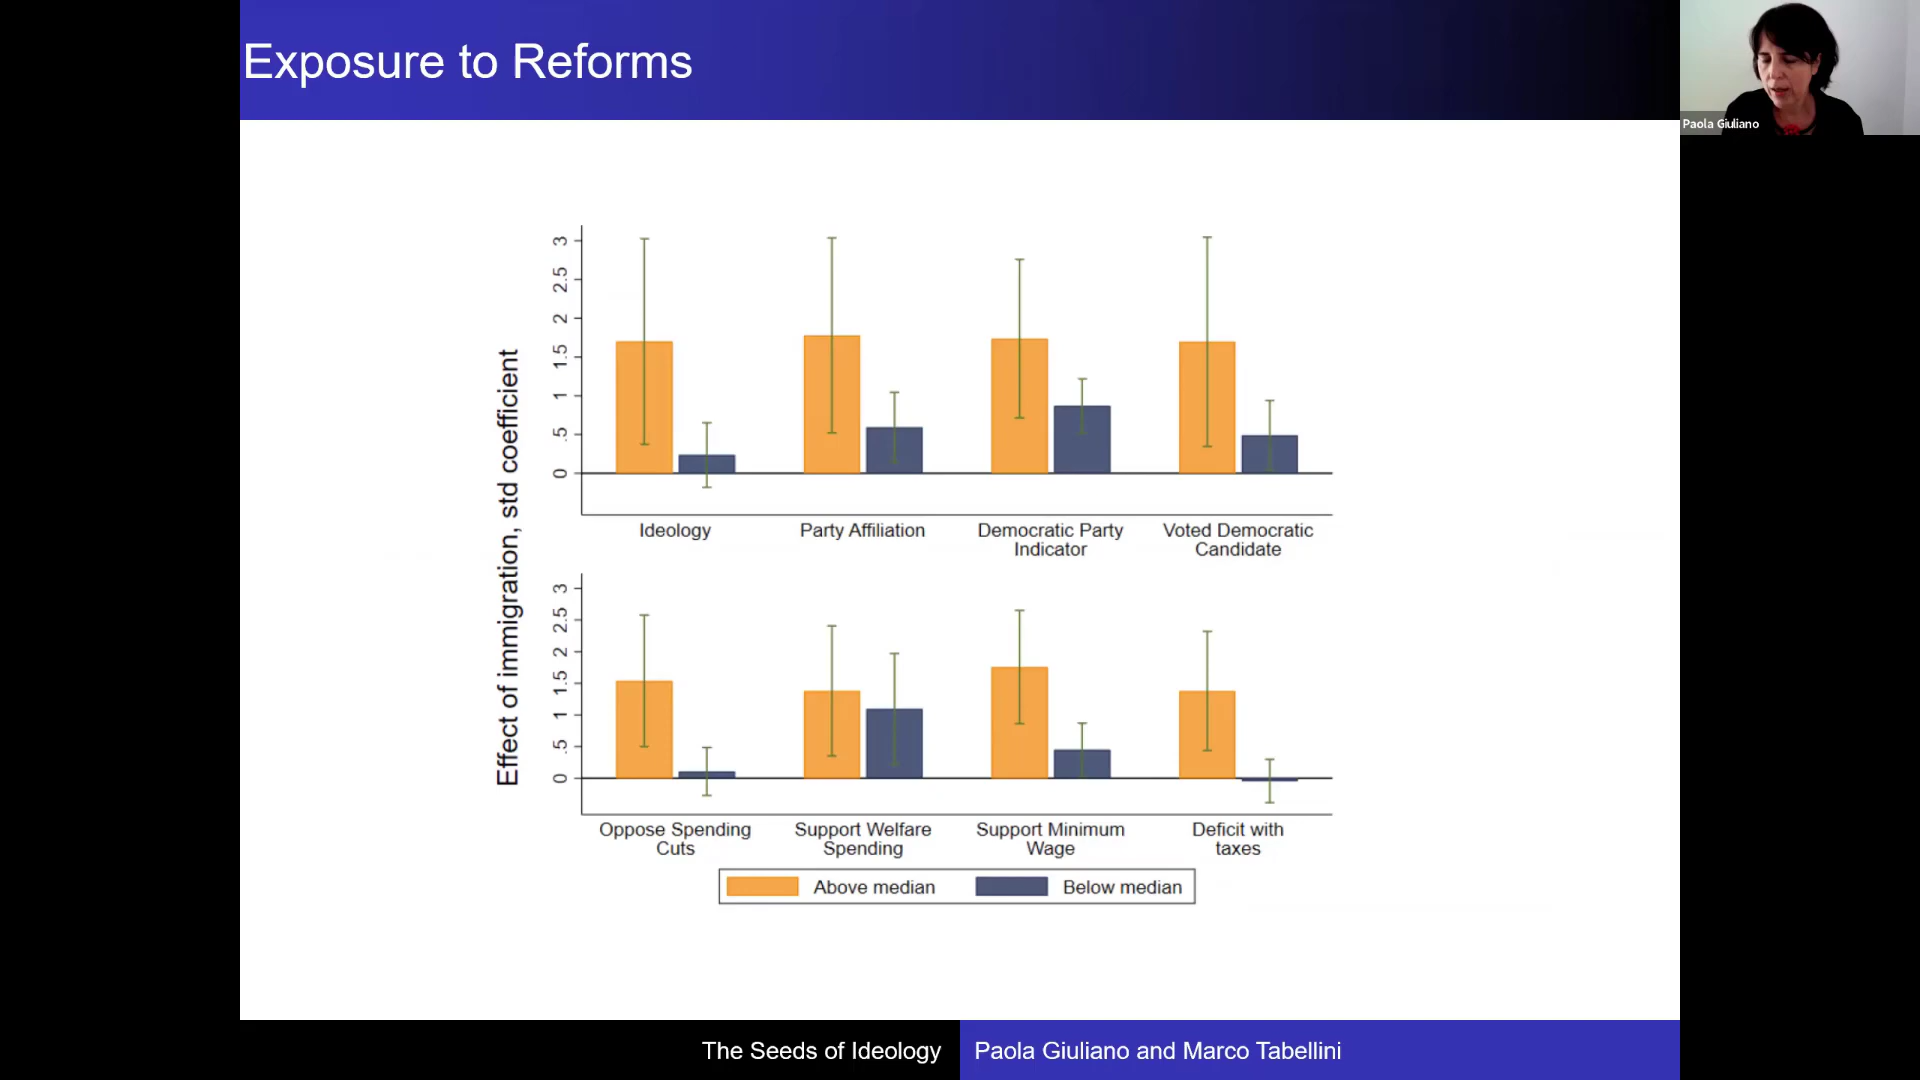 Exposure to Reforms
Paola Giuliano
Effect of immigration, std coefficient
3
2.5
2
1.5
1
.5
0
Ideology
Party Affiliation
Democratic Party
Indicator
Voted Democratic
Candidate
3
2.5
2
1.5
1
.5
0
Oppose Spending
Cuts
Support Welfare
Spending
Support Minimum
Wage
Deficit with
taxes
Above median
Below median
The Seeds of Ideology
Paola Giuliano and Marco Tabellini